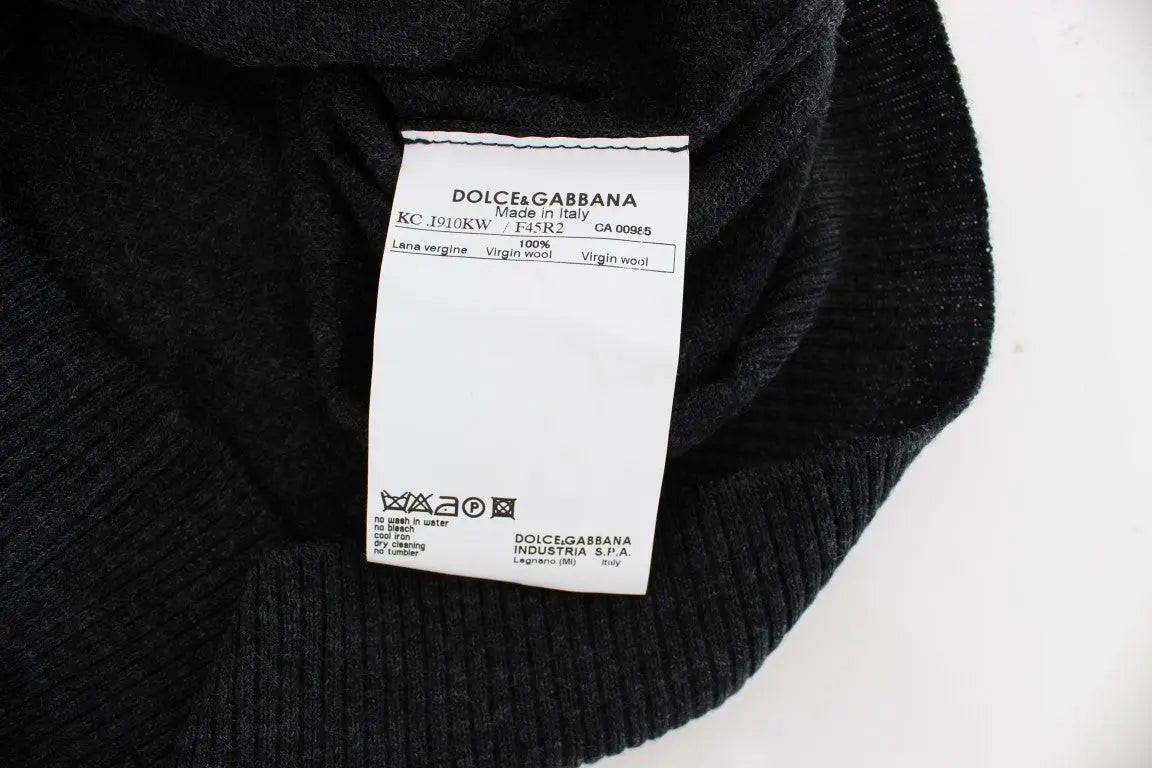 DOLCE&GABBANA
Made in Italy
KC .I910KW / F45R2 CA 00985
100%
Lana vergine Virgin wool Virgin wool
no wash in water
no bleach
cool iron
dry cleaning
no tumbler
DOLCE&GABBANA
INDUSTRIA S.P.A.
Legnano (MI) Italy